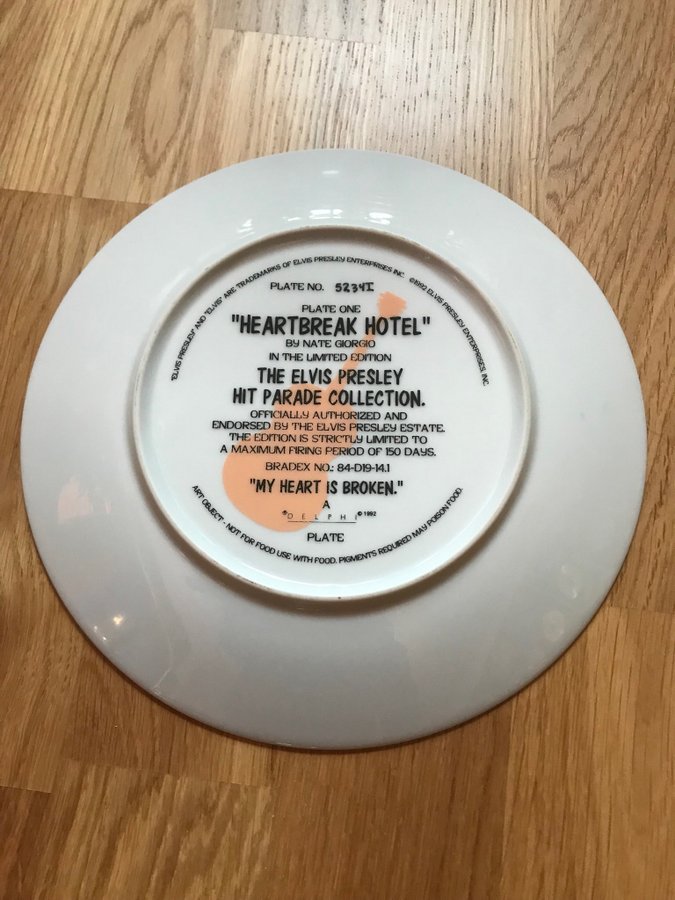 "ELVIS PRESLEY" AND "ELVIS" ARE TRADEMARKS OF ELVIS PRESLEY ENTERPRISES INC. ©1992 ELVIS PRESLEY ENTERPRISES, INC.
PLATE NO. 5234I
PLATE ONE
"HEARTBREAK HOTEL"
BY NATE GIORGIO
IN THE LIMITED EDITION
THE ELVIS PRESLEY
HIT PARADE COLLECTION.
OFFICIALLY AUTHORIZED AND
ENDORSED BY THE ELVIS PRESLEY ESTATE.
THE EDITION IS STRICTLY LIMITED TO
A MAXIMUM FIRING PERIOD OF 150 DAYS.
BRADEX NO.: 84-D19-14.1
"MY HEART IS BROKEN."
A
®DELPHI ©1992
PLATE
ART OBJECT - NOT FOR FOOD USE WITH FOOD. PIGMENTS REQUIRED MAY POISON FOOD.